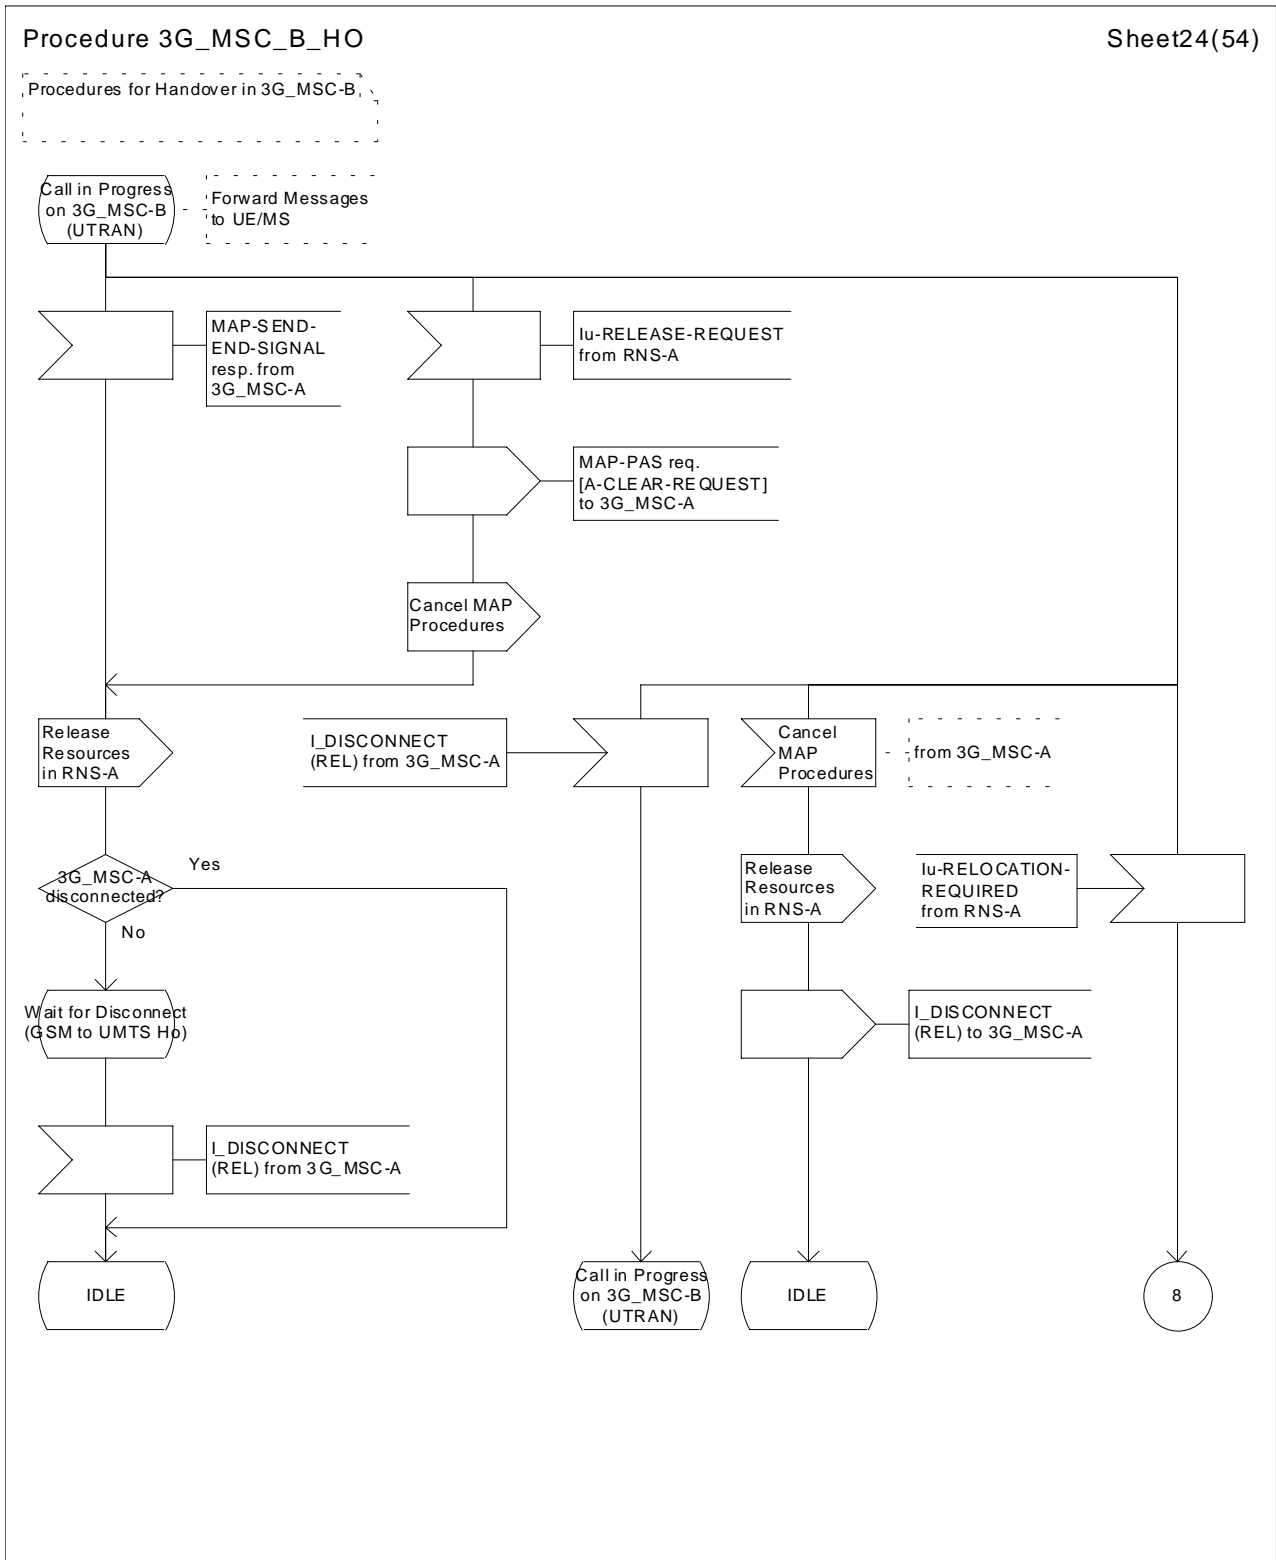 Procedure 3G_MSC_B_HO
Sheet24(54)
Procedures for Handover in 3G_MSC-B
Call in Progress
on 3G_MSC-B
(UTRAN)
Forward Messages
to UE/MS
MAP-SEND-
END-SIGNAL
resp. from
3G_MSC-A
Iu-RELEASE-REQUEST
from RNS-A
MAP-PAS req.
[A-CLEAR-REQUEST]
to 3G_MSC-A
Cancel MAP
Procedures
Release
Resources
in RNS-A
I_DISCONNECT
(REL) from 3G_MSC-A
Cancel
MAP
Procedures
from 3G_MSC-A
3G_MSC-A
disconnected?
Yes
No
Release
Resources
in RNS-A
Iu-RELOCATION-
REQUIRED
from RNS-A
Wait for Disconnect
(GSM to UMTS Ho)
I_DISCONNECT
(REL) to 3G_MSC-A
I_DISCONNECT
(REL) from 3G_MSC-A
IDLE
Call in Progress
on 3G_MSC-B
(UTRAN)
IDLE
8